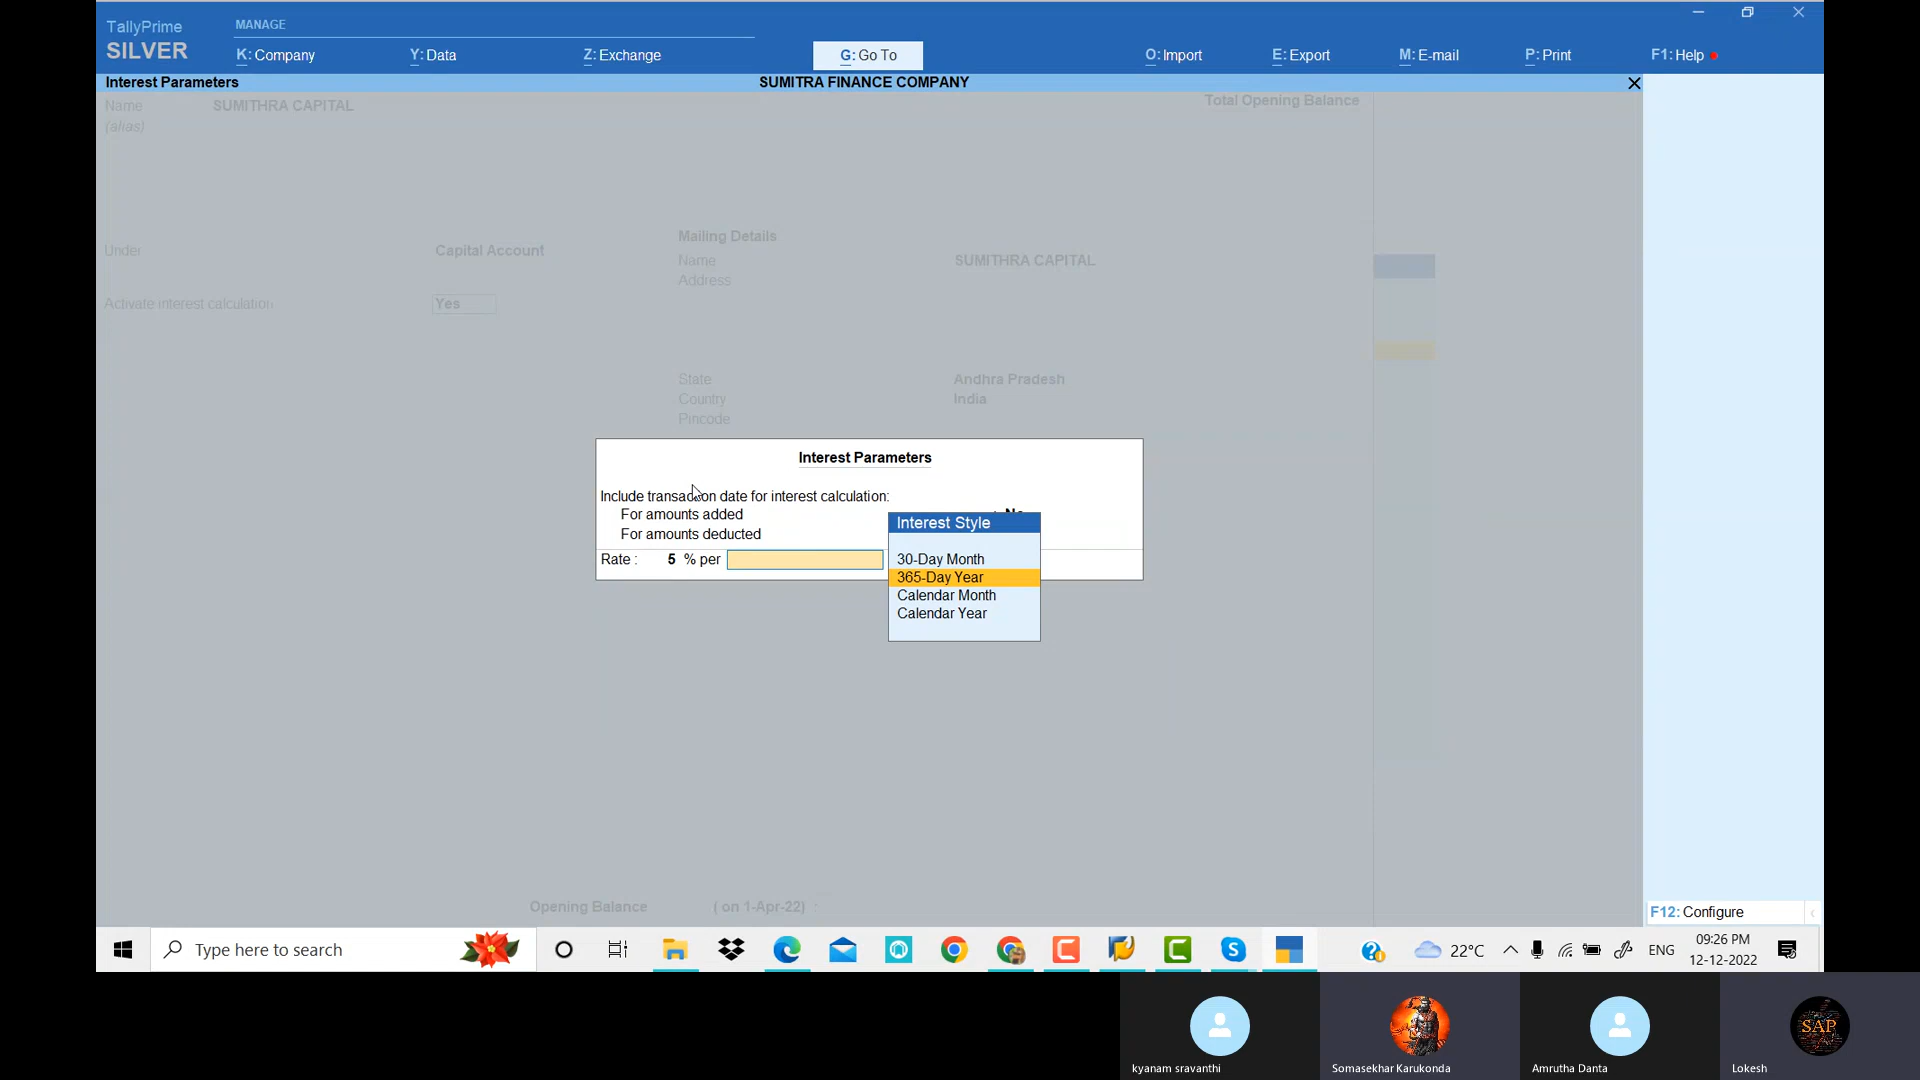 TallyPrime
SILVER
MANAGE
K: Company
Y: Data
Z: Exchange
G: Go To
O: Import
E: Export
M: E-mail
P: Print
F1: Help
Interest Parameters
SUMITRA FINANCE COMPANY
Name SUMITHRA CAPITAL
(alias)
Total Opening Balance
Under Capital Account
Mailing Details
Name SUMITHRA CAPITAL
Address
Activate interest calculation Yes
State Andhra Pradesh
Country India
Pincode
Interest Parameters
Include transaction date for interest calculation:
For amounts added : No
For amounts deducted
Rate : 5 % per
Interest Style
30-Day Month
365-Day Year
Calendar Month
Calendar Year
Opening Balance ( on 1-Apr-22) :
F12: Configure
Type here to search
22°C
ENG
09:26 PM
12-12-2022
kyanam sravanthi
Somasekhar Karukonda
Amrutha Danta
SAP
Lokesh